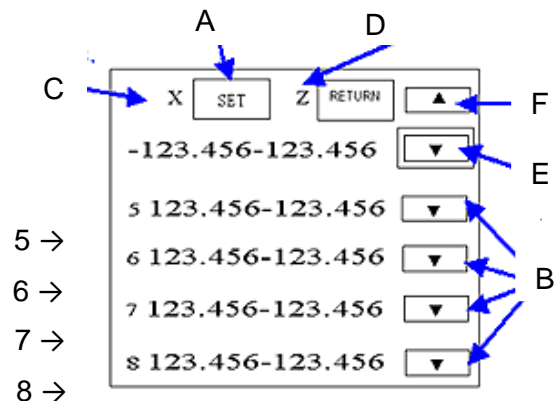 A D
C X SET Z RETURN ▲ F
-123.456-123.456 ▼ E
5 123.456-123.456 ▼
5 →
6 123.456-123.456 ▼ B
6 →
7 123.456-123.456 ▼
7 →
8 123.456-123.456 ▼
8 →